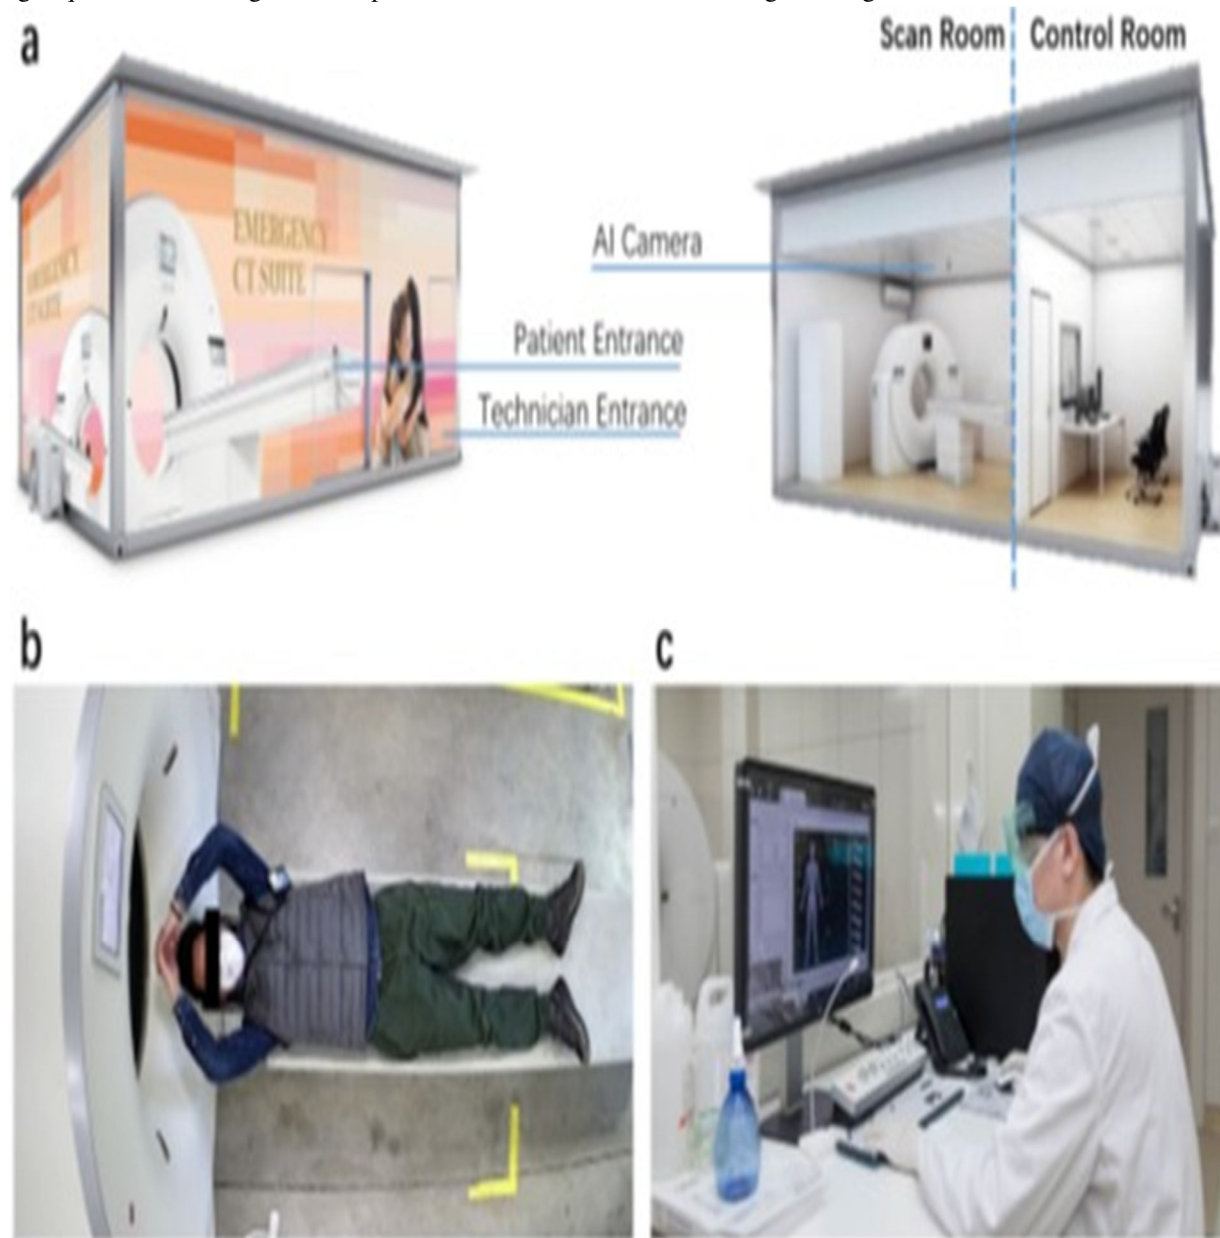 a
Scan Room
Control Room
EMERGENCY
CT SUITE
AI Camera
Patient Entrance
Technician Entrance
b
c